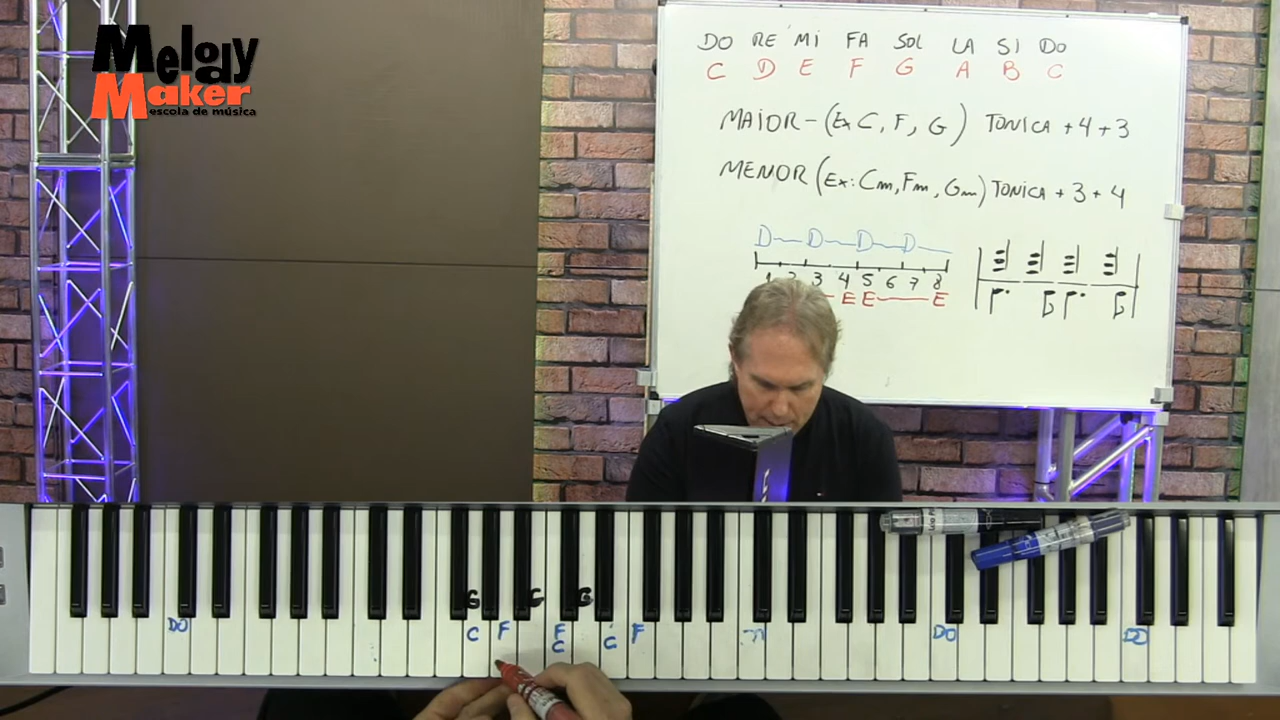 Melody
Maker
escola de música
DO RE MI FA SOL LA SI DO
C D E F G A B C
MAIOR - (Ex C, F, G) TONICA + 4 + 3
MENOR (Ex: Cm, Fm, Gm) TONICA + 3 + 4
D D D D
1 2 3 4 5 6 7 8
E E E
G G G
DO C F F C F DO DO
C